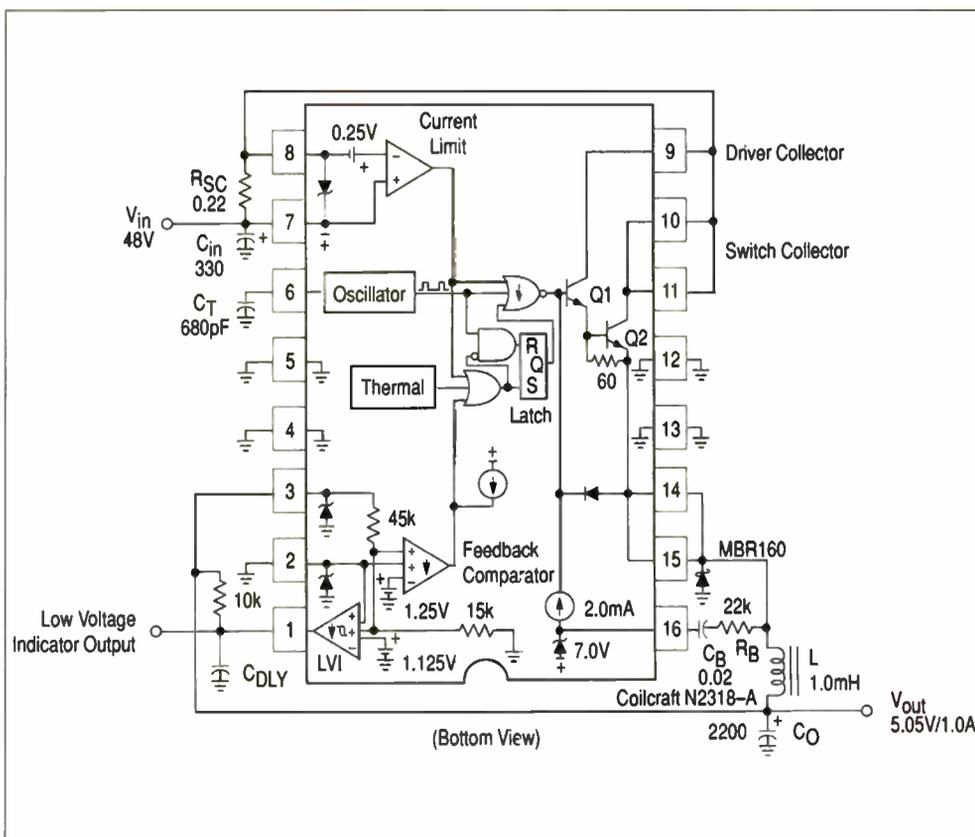 8
0.25V
Current
Limit
9
Driver Collector
RSC
0.22
Vin
48V
7
10
Switch Collector
Cin
330
6
Oscillator
Q1
11
CT
680pF
Q2
5
R
Q
S
60
12
Thermal
Latch
4
13
3
45k
14
2
Feedback
Comparator
15
MBR160
10k
1.25V
15k
2.0mA
22k
Low Voltage
Indicator Output
1
LVI
1.125V
7.0V
16
CB
0.02
RB
CDLY
L
1.0mH
Coilcraft N2318–A
Vout
5.05V/1.0A
(Bottom View)
2200
CO